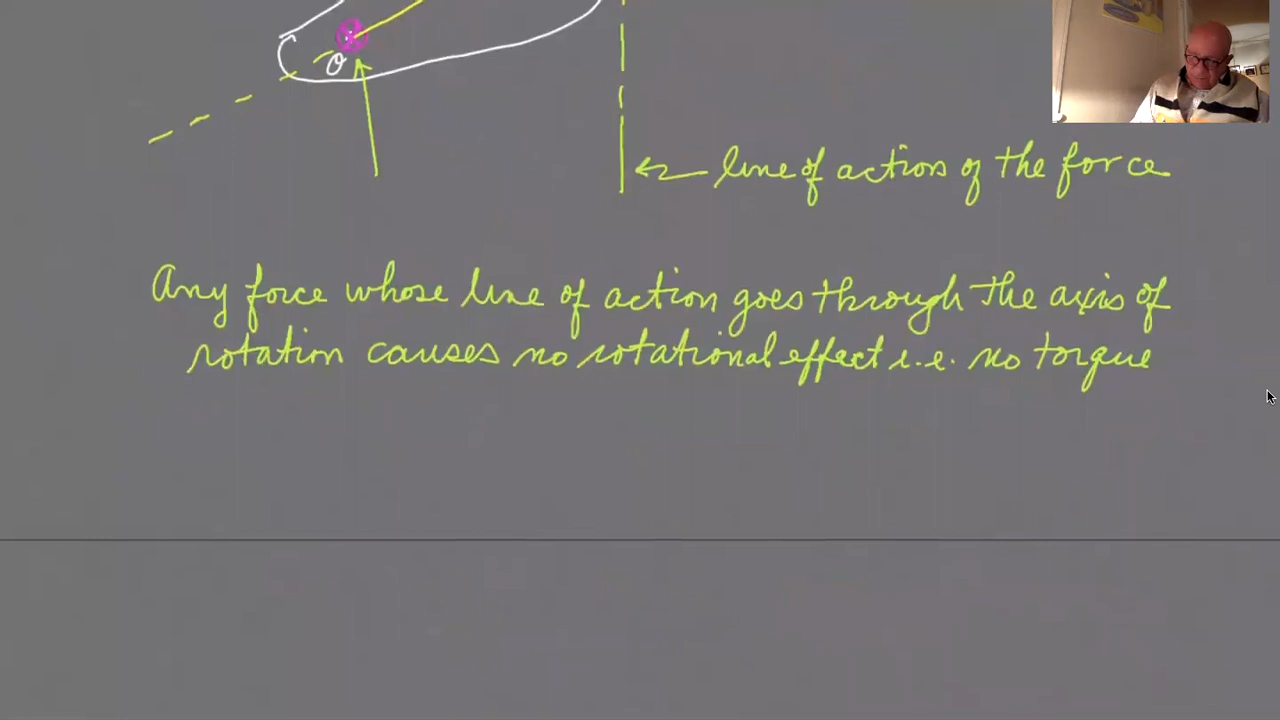 O
line of action of the force
Any force whose line of action goes through the axis of
rotation causes no rotational effect i.e. no torque